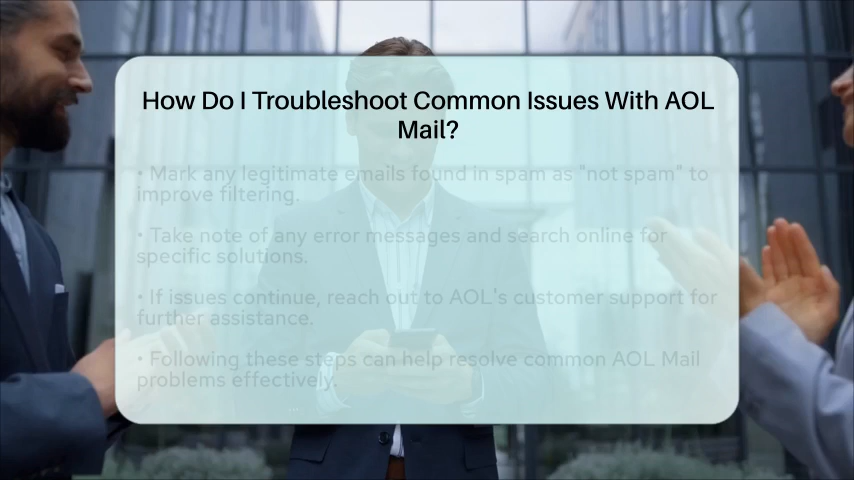 How Do I Troubleshoot Common Issues With AOL
Mail?
• Mark any legitimate emails found in spam as "not spam" to
improve filtering.
• Take note of any error messages and search online for
specific solutions.
• If issues continue, reach out to AOL's customer support for
further assistance.
• Following these steps can help resolve common AOL Mail
problems effectively.